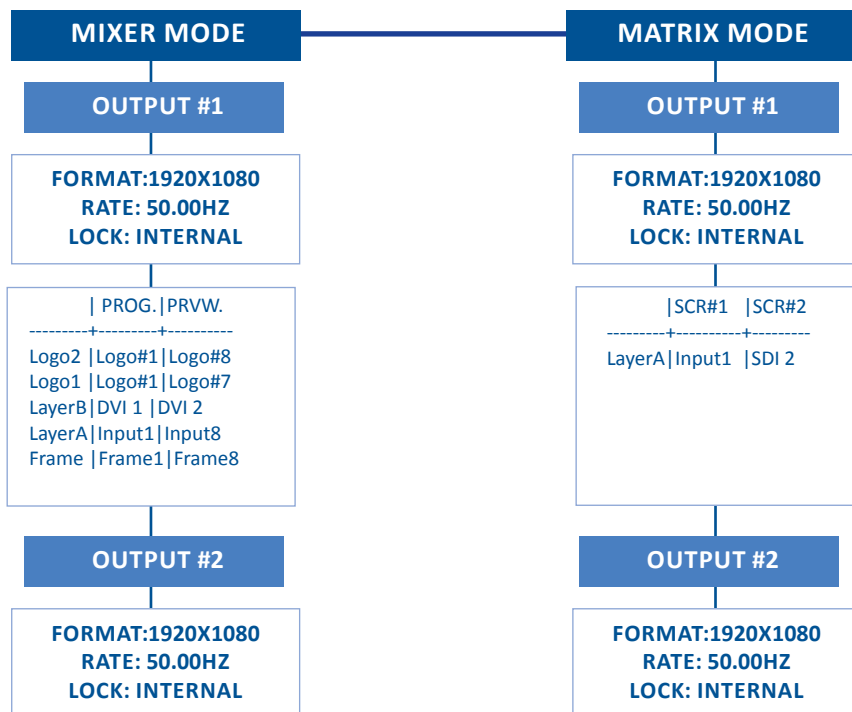 MIXER MODE
OUTPUT #1
FORMAT:1920X1080
RATE: 50.00HZ
LOCK: INTERNAL
| PROG.|PRVW.
---------+---------+----------
Logo2 |Logo#1|Logo#8
Logo1 |Logo#1|Logo#7
LayerB|DVI 1 |DVI 2
LayerA|Input1|Input8
Frame |Frame1|Frame8
OUTPUT #2
FORMAT:1920X1080
RATE: 50.00HZ
LOCK: INTERNAL
MATRIX MODE
OUTPUT #1
FORMAT:1920X1080
RATE: 50.00HZ
LOCK: INTERNAL
|SCR#1 |SCR#2
---------+----------+---------
LayerA|Input1 |SDI 2
OUTPUT #2
FORMAT:1920X1080
RATE: 50.00HZ
LOCK: INTERNAL